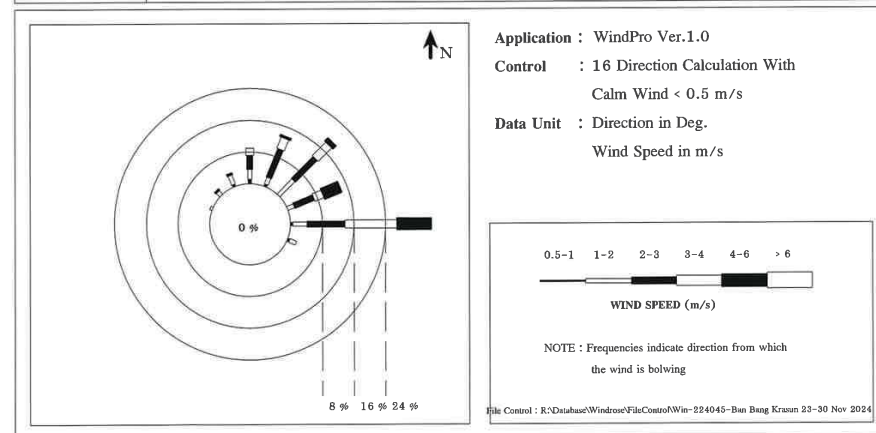 N
0 %
8 % 16 % 24 %
Application : WindPro Ver.1.0
Control : 16 Direction Calculation With
Calm Wind < 0.5 m/s
Data Unit : Direction in Deg.
Wind Speed in m/s
0.5-1 1-2 2-3 3-4 4-6 > 6
WIND SPEED (m/s)
NOTE : Frequencies indicate direction from which
the wind is bolwing
File Control : R:\Database\Windrose\FileControl\Win-224045-Ban Bang Krasun 23-30 Nov 2024